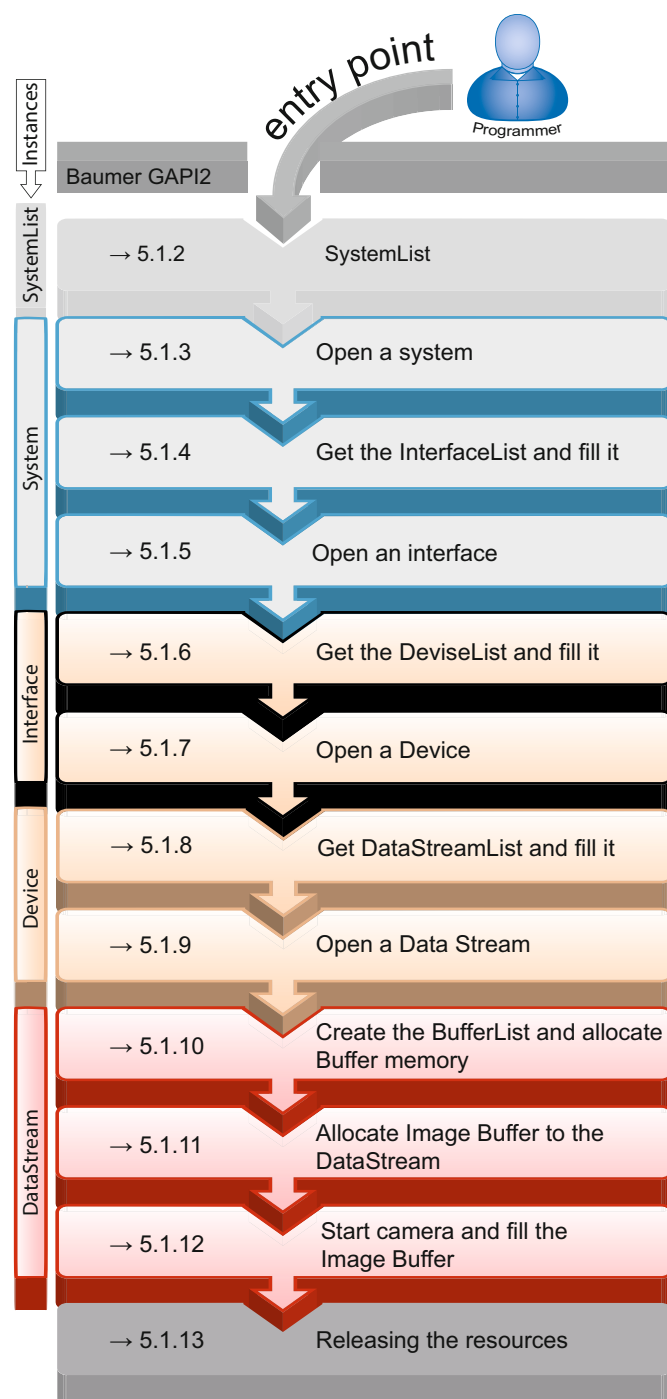 entry point
Programmer
Instances
Baumer GAPI2
SystemList
→ 5.1.2 SystemList
System
→ 5.1.3 Open a system
→ 5.1.4 Get the InterfaceList and fill it
→ 5.1.5 Open an interface
Interface
→ 5.1.6 Get the DeviseList and fill it
→ 5.1.7 Open a Device
Device
→ 5.1.8 Get DataStreamList and fill it
→ 5.1.9 Open a Data Stream
DataStream
→ 5.1.10 Create the BufferList and allocate
Buffer memory
→ 5.1.11 Allocate Image Buffer to the
DataStream
→ 5.1.12 Start camera and fill the
Image Buffer
→ 5.1.13 Releasing the resources